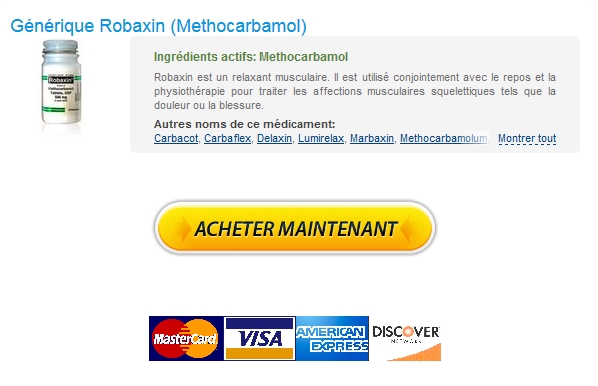 Générique Robaxin (Methocarbamol)
Ingrédients actifs: Methocarbamol
Robaxin est un relaxant musculaire. Il est utilisé conjointement avec le repos et la
physiothérapie pour traiter les affections musculaires squelettiques tels que la
douleur ou la blessure.
Autres noms de ce médicament:
Carbacot, Carbaflex, Delaxin, Lumirelax, Marbaxin, Methocarbamolum Montrer tout
Robaxin
ACHETER MAINTENANT
MasterCard VISA AMERICAN EXPRESS DISCOVER NETWORK